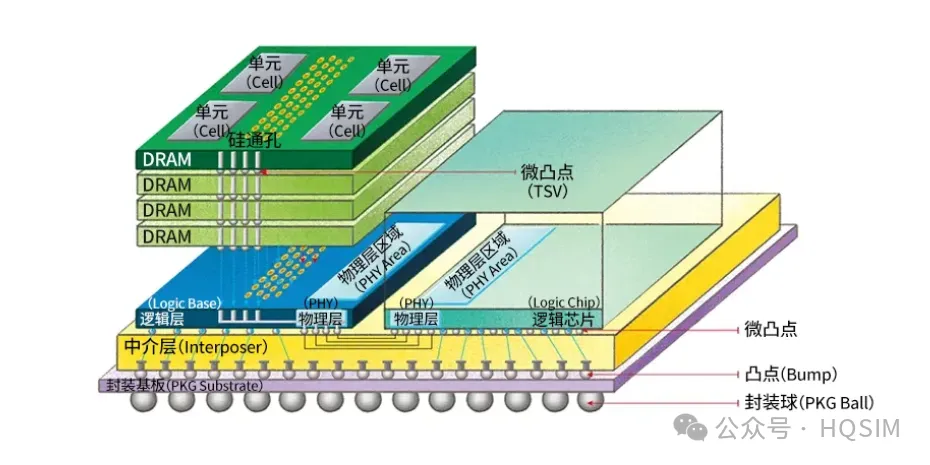 单元
(Cell)
单元
(Cell)
单元
(Cell)
单元
(Cell)
硅通孔
DRAM
DRAM
DRAM
DRAM
微凸点
(TSV)
物理层区域
(PHY Area)
物理层区域
(PHY Area)
(Logic Base)
逻辑层
(PHY)
物理层
(PHY)
物理层
(Logic Chip)
逻辑芯片
中介层(Interposer)
封装基板(PKG Substrate)
微凸点
凸点(Bump)
封装球(PKG Ball)
公众号 · HQSIM